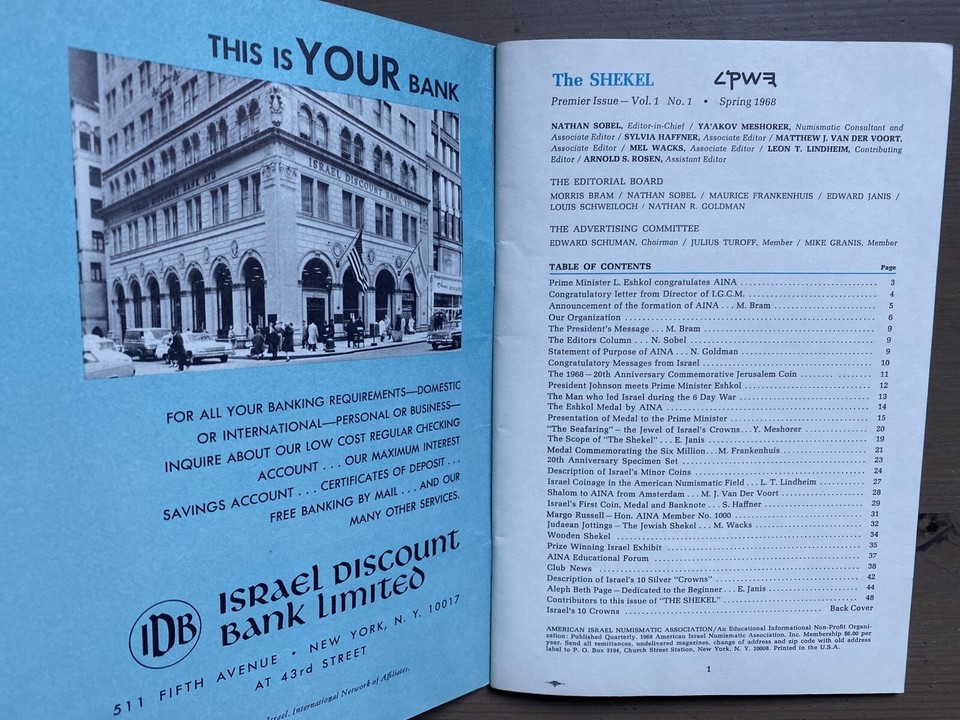 THIS IS YOUR BANK
ISRAEL DISCOUNT BANK LTD
FOR ALL YOUR BANKING REQUIREMENTS—DOMESTIC
OR INTERNATIONAL—PERSONAL OR BUSINESS—
INQUIRE ABOUT OUR LOW COST REGULAR CHECKING
ACCOUNT . . . OUR MAXIMUM INTEREST
SAVINGS ACCOUNT . . . CERTIFICATES OF DEPOSIT . . .
FREE BANKING BY MAIL . . . AND OUR
MANY OTHER SERVICES.
IDB
ISRAEL DISCOUNT
BANK LIMITED
511 FIFTH AVENUE • NEW YORK, N. Y. 10017
AT 43rd STREET
Israel. International Network of Affiliates.
The SHEKEL 𐤄𐤔𐤒𐤋
Premier Issue — Vol. 1 No. 1 • Spring 1968
NATHAN SOBEL, Editor-in-Chief / YA'AKOV MESHORER, Numismatic Consultant and
Associate Editor / SYLVIA HAFFNER, Associate Editor / MATTHEW J. VAN DER VOORT,
Associate Editor / MEL WACKS, Associate Editor / LEON T. LINDHEIM, Contributing
Editor / ARNOLD S. ROSEN, Assistant Editor
THE EDITORIAL BOARD
MORRIS BRAM / NATHAN SOBEL / MAURICE FRANKENHUIS / EDWARD JANIS /
LOUIS SCHWEILOCH / NATHAN R. GOLDMAN
THE ADVERTISING COMMITTEE
EDWARD SCHUMAN, Chairman / JULIUS TUROFF, Member / MIKE GRANIS, Member
TABLE OF CONTENTS Page
Prime Minister L. Eshkol congratulates AINA 3
Congratulatory letter from Director of I.G.C.M. 4
Announcement of the formation of AINA . . . M. Bram 5
Our Organization 6
The President's Message . . . M. Bram 9
The Editors Column . . . N. Sobel 9
Statement of Purpose of AINA . . . N. Goldman 9
Congratulatory Messages from Israel 10
The 1968 — 20th Anniversary Commemorative Jerusalem Coin 11
President Johnson meets Prime Minister Eshkol 12
The Man who led Israel during the 6 Day War 13
The Eshkol Medal by AINA 14
Presentation of Medal to the Prime Minister 15
"The Seafaring" — the Jewel of Israel's Crowns . . . Y. Meshorer 20
The Scope of "The Shekel" . . . E. Janis 19
Medal Commemorating the Six Million . . . M. Frankenhuis 21
20th Anniversary Specimen Set 23
Description of Israel's Minor Coins 24
Israel Coinage in the American Numismatic Field . . . L. T. Lindheim 27
Shalom to AINA from Amsterdam . . . M. J. Van Der Voort 28
Israel's First Coin, Medal and Banknote . . . S. Haffner 29
Margo Russell — Hon. AINA Member No. 1000 31
Judaean Jottings — The Jewish Shekel . . . M. Wacks 32
Wooden Shekel 34
Prize Winning Israel Exhibit 35
AINA Educational Forum 37
Club News 38
Description of Israel's 10 Silver "Crowns" 42
Aleph Beth Page — Dedicated to the Beginner . . . E. Janis 44
Contributors to this issue of "THE SHEKEL" 48
Israel's 10 Crowns Back Cover
AMERICAN ISRAEL NUMISMATIC ASSOCIATION/An Educational Informational Non-Profit Organi-
zation: Published Quarterly. 1968 American Israel Numismatic Association, Inc. Membership $6.00 per
year. Send all remittances, undelivered magazines, change of address and zip code with old address
label to P. O. Box 3194, Church Street Station, New York, N. Y. 10008. Printed in the U.S.A.
1